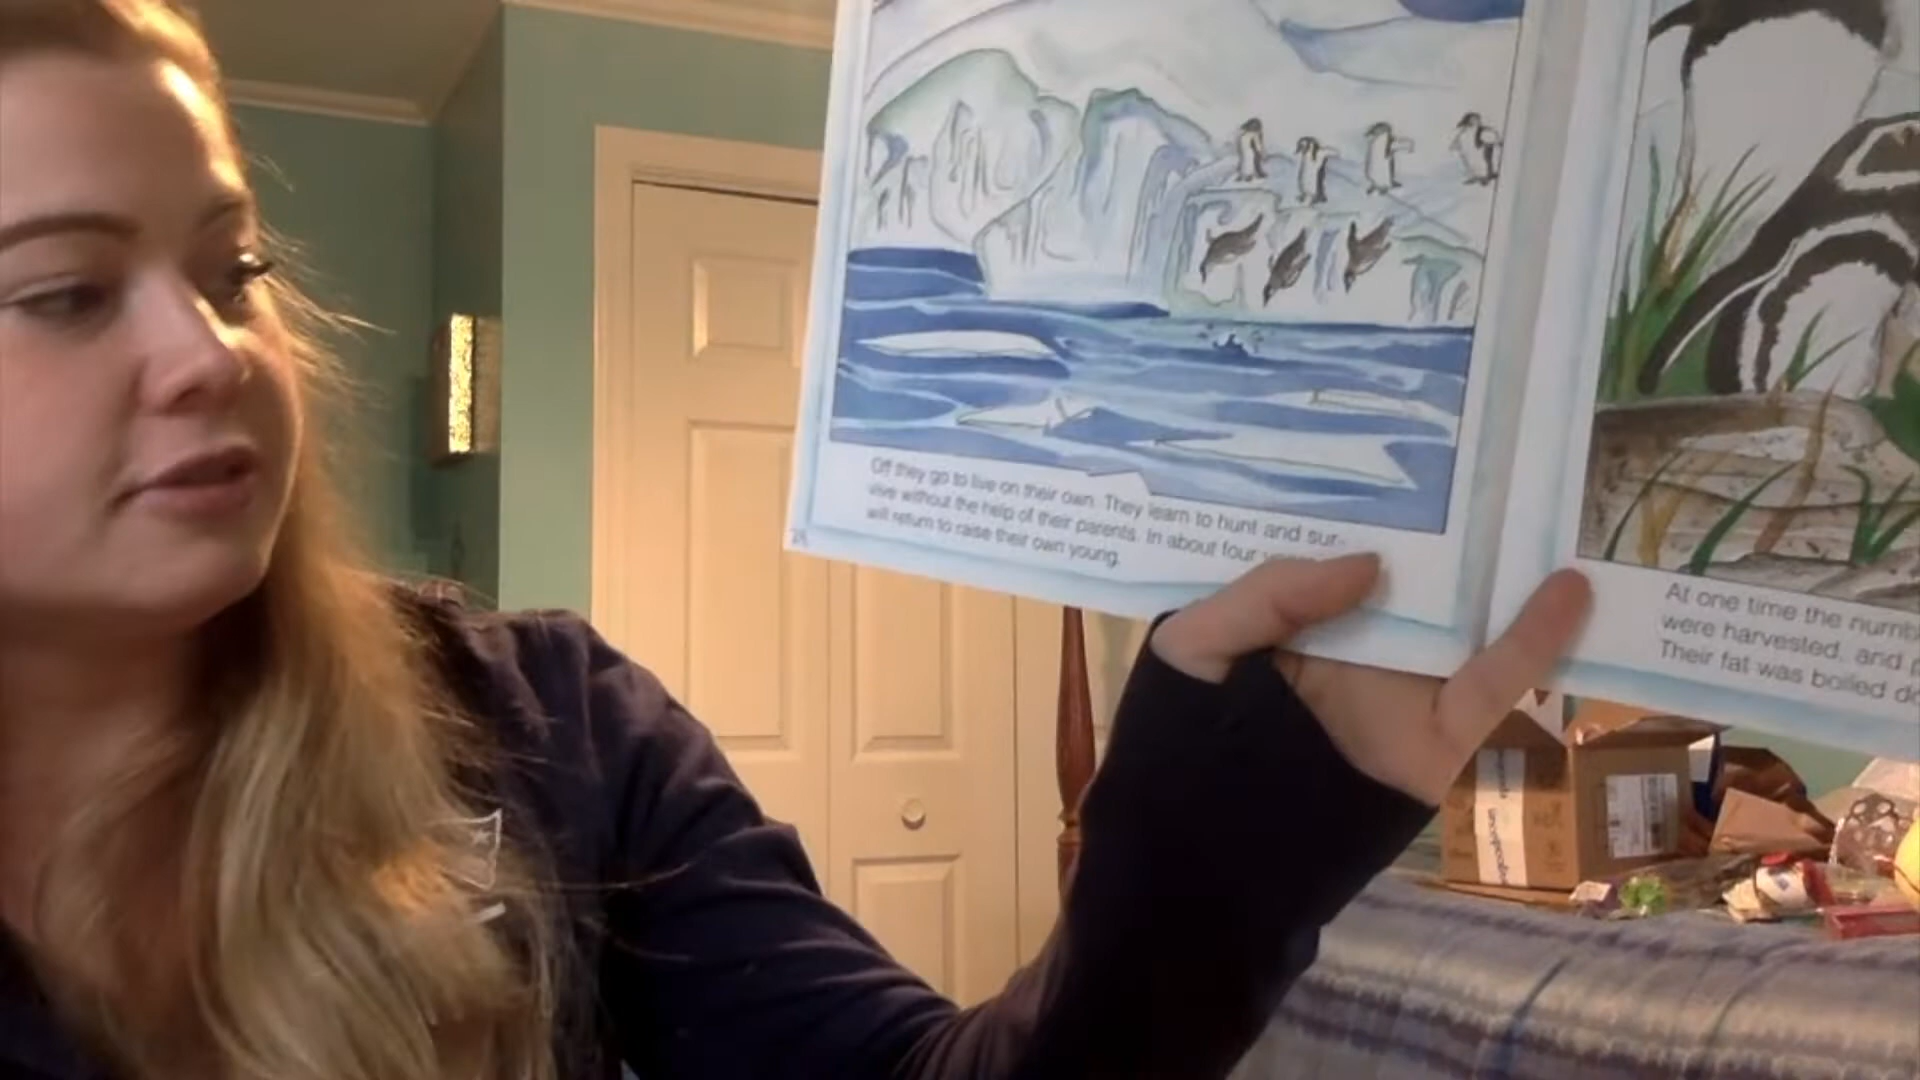 Off they go to live on their own. They learn to hunt and sur-
vive without the help of their parents. In about four
will return to raise their own young.
At one time the numb
were harvested, and p
Their fat was boiled do